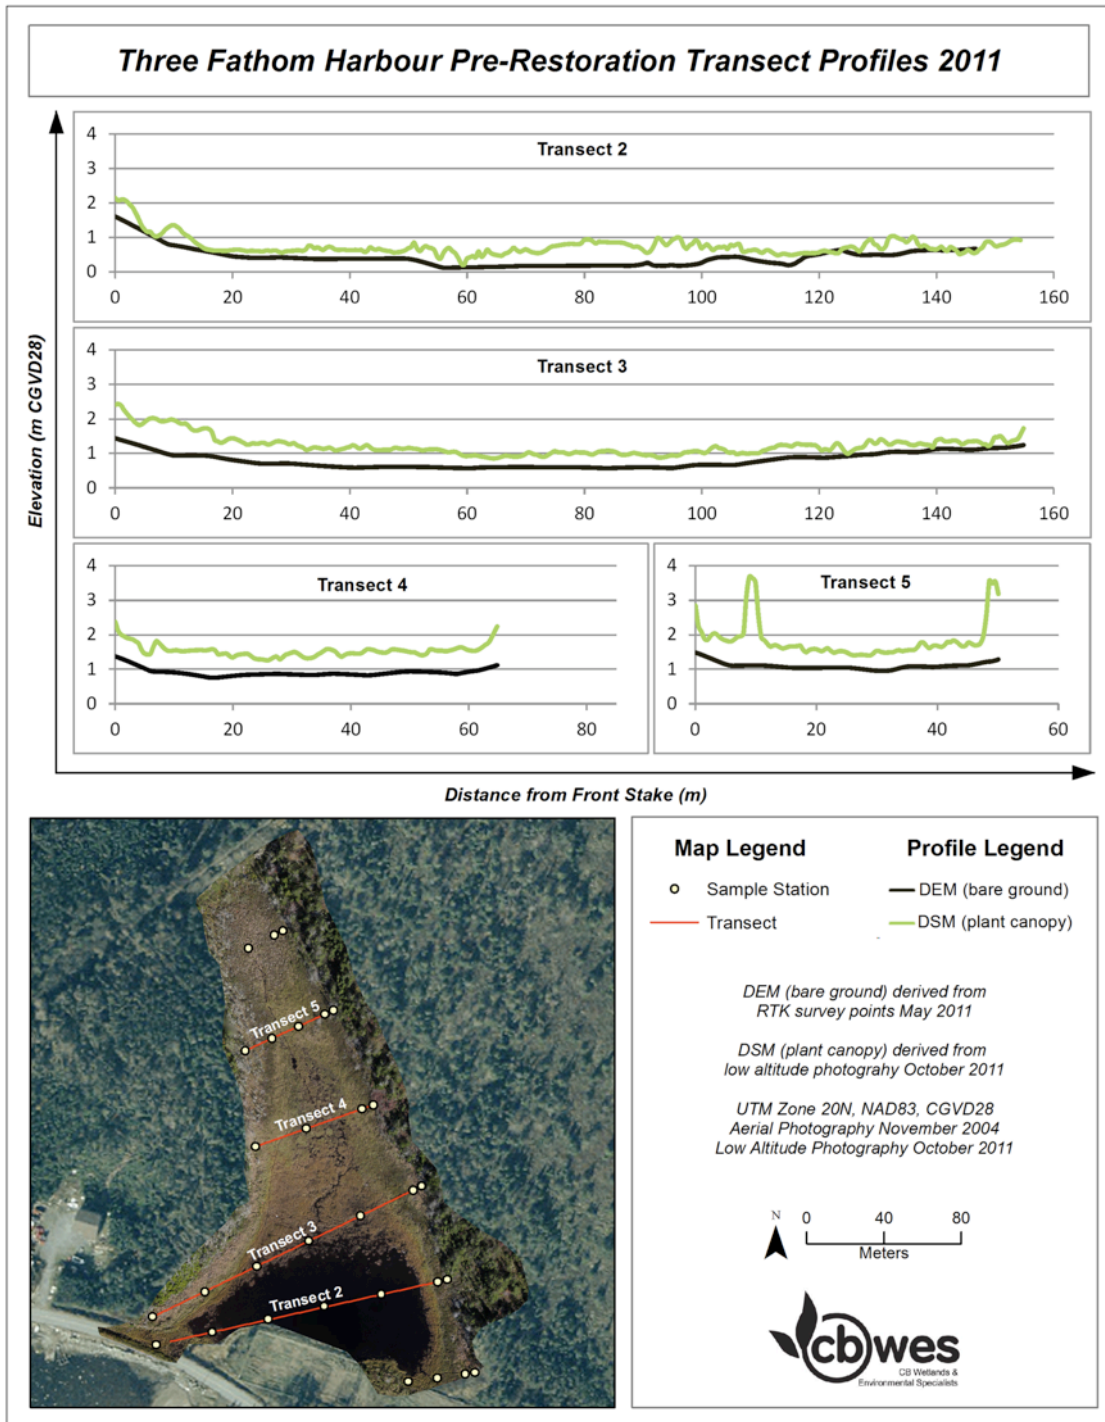 Three Fathom Harbour Pre-Restoration Transect Profiles 2011
Elevation (m CGVD28)
Transect 2
4
3
2
1
0
0 20 40 60 80 100 120 140 160
Transect 3
4
3
2
1
0
0 20 40 60 80 100 120 140 160
Transect 4
4
3
2
1
0
0 20 40 60 80
Transect 5
4
3
2
1
0
0 20 40 60
Distance from Front Stake (m)
Transect 5
Transect 4
Transect 3
Transect 2
Map Legend
Sample Station
Transect
Profile Legend
DEM (bare ground)
DSM (plant canopy)
DEM (bare ground) derived from
RTK survey points May 2011
DSM (plant canopy) derived from
low altitude photograhy October 2011
UTM Zone 20N, NAD83, CGVD28
Aerial Photography November 2004
Low Altitude Photography October 2011
N
0 40 80
Meters
cbwes
CB Wetlands &
Environmental Specialists